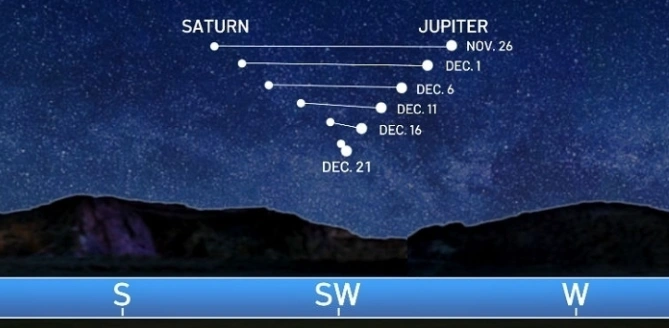 SATURN JUPITER
NOV. 26
DEC. 1
DEC. 6
DEC. 11
DEC. 16
DEC. 21
S SW W